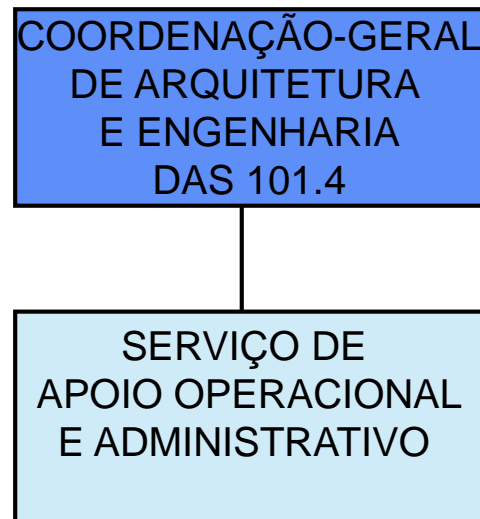 COORDENAÇÃO-GERAL
DE ARQUITETURA
E ENGENHARIA
DAS 101.4
SERVIÇO DE
APOIO OPERACIONAL
E ADMINISTRATIVO